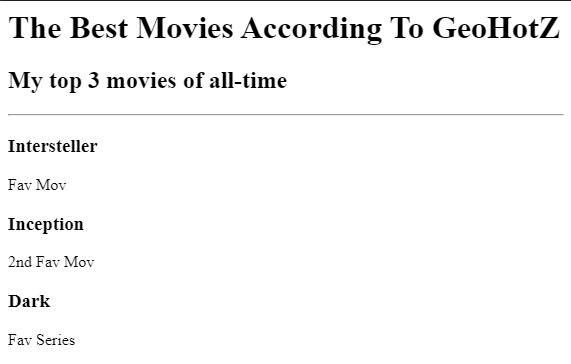 The Best Movies According To GeoHotZ
My top 3 movies of all-time
Intersteller
Fav Mov
Inception
2nd Fav Mov
Dark
Fav Series